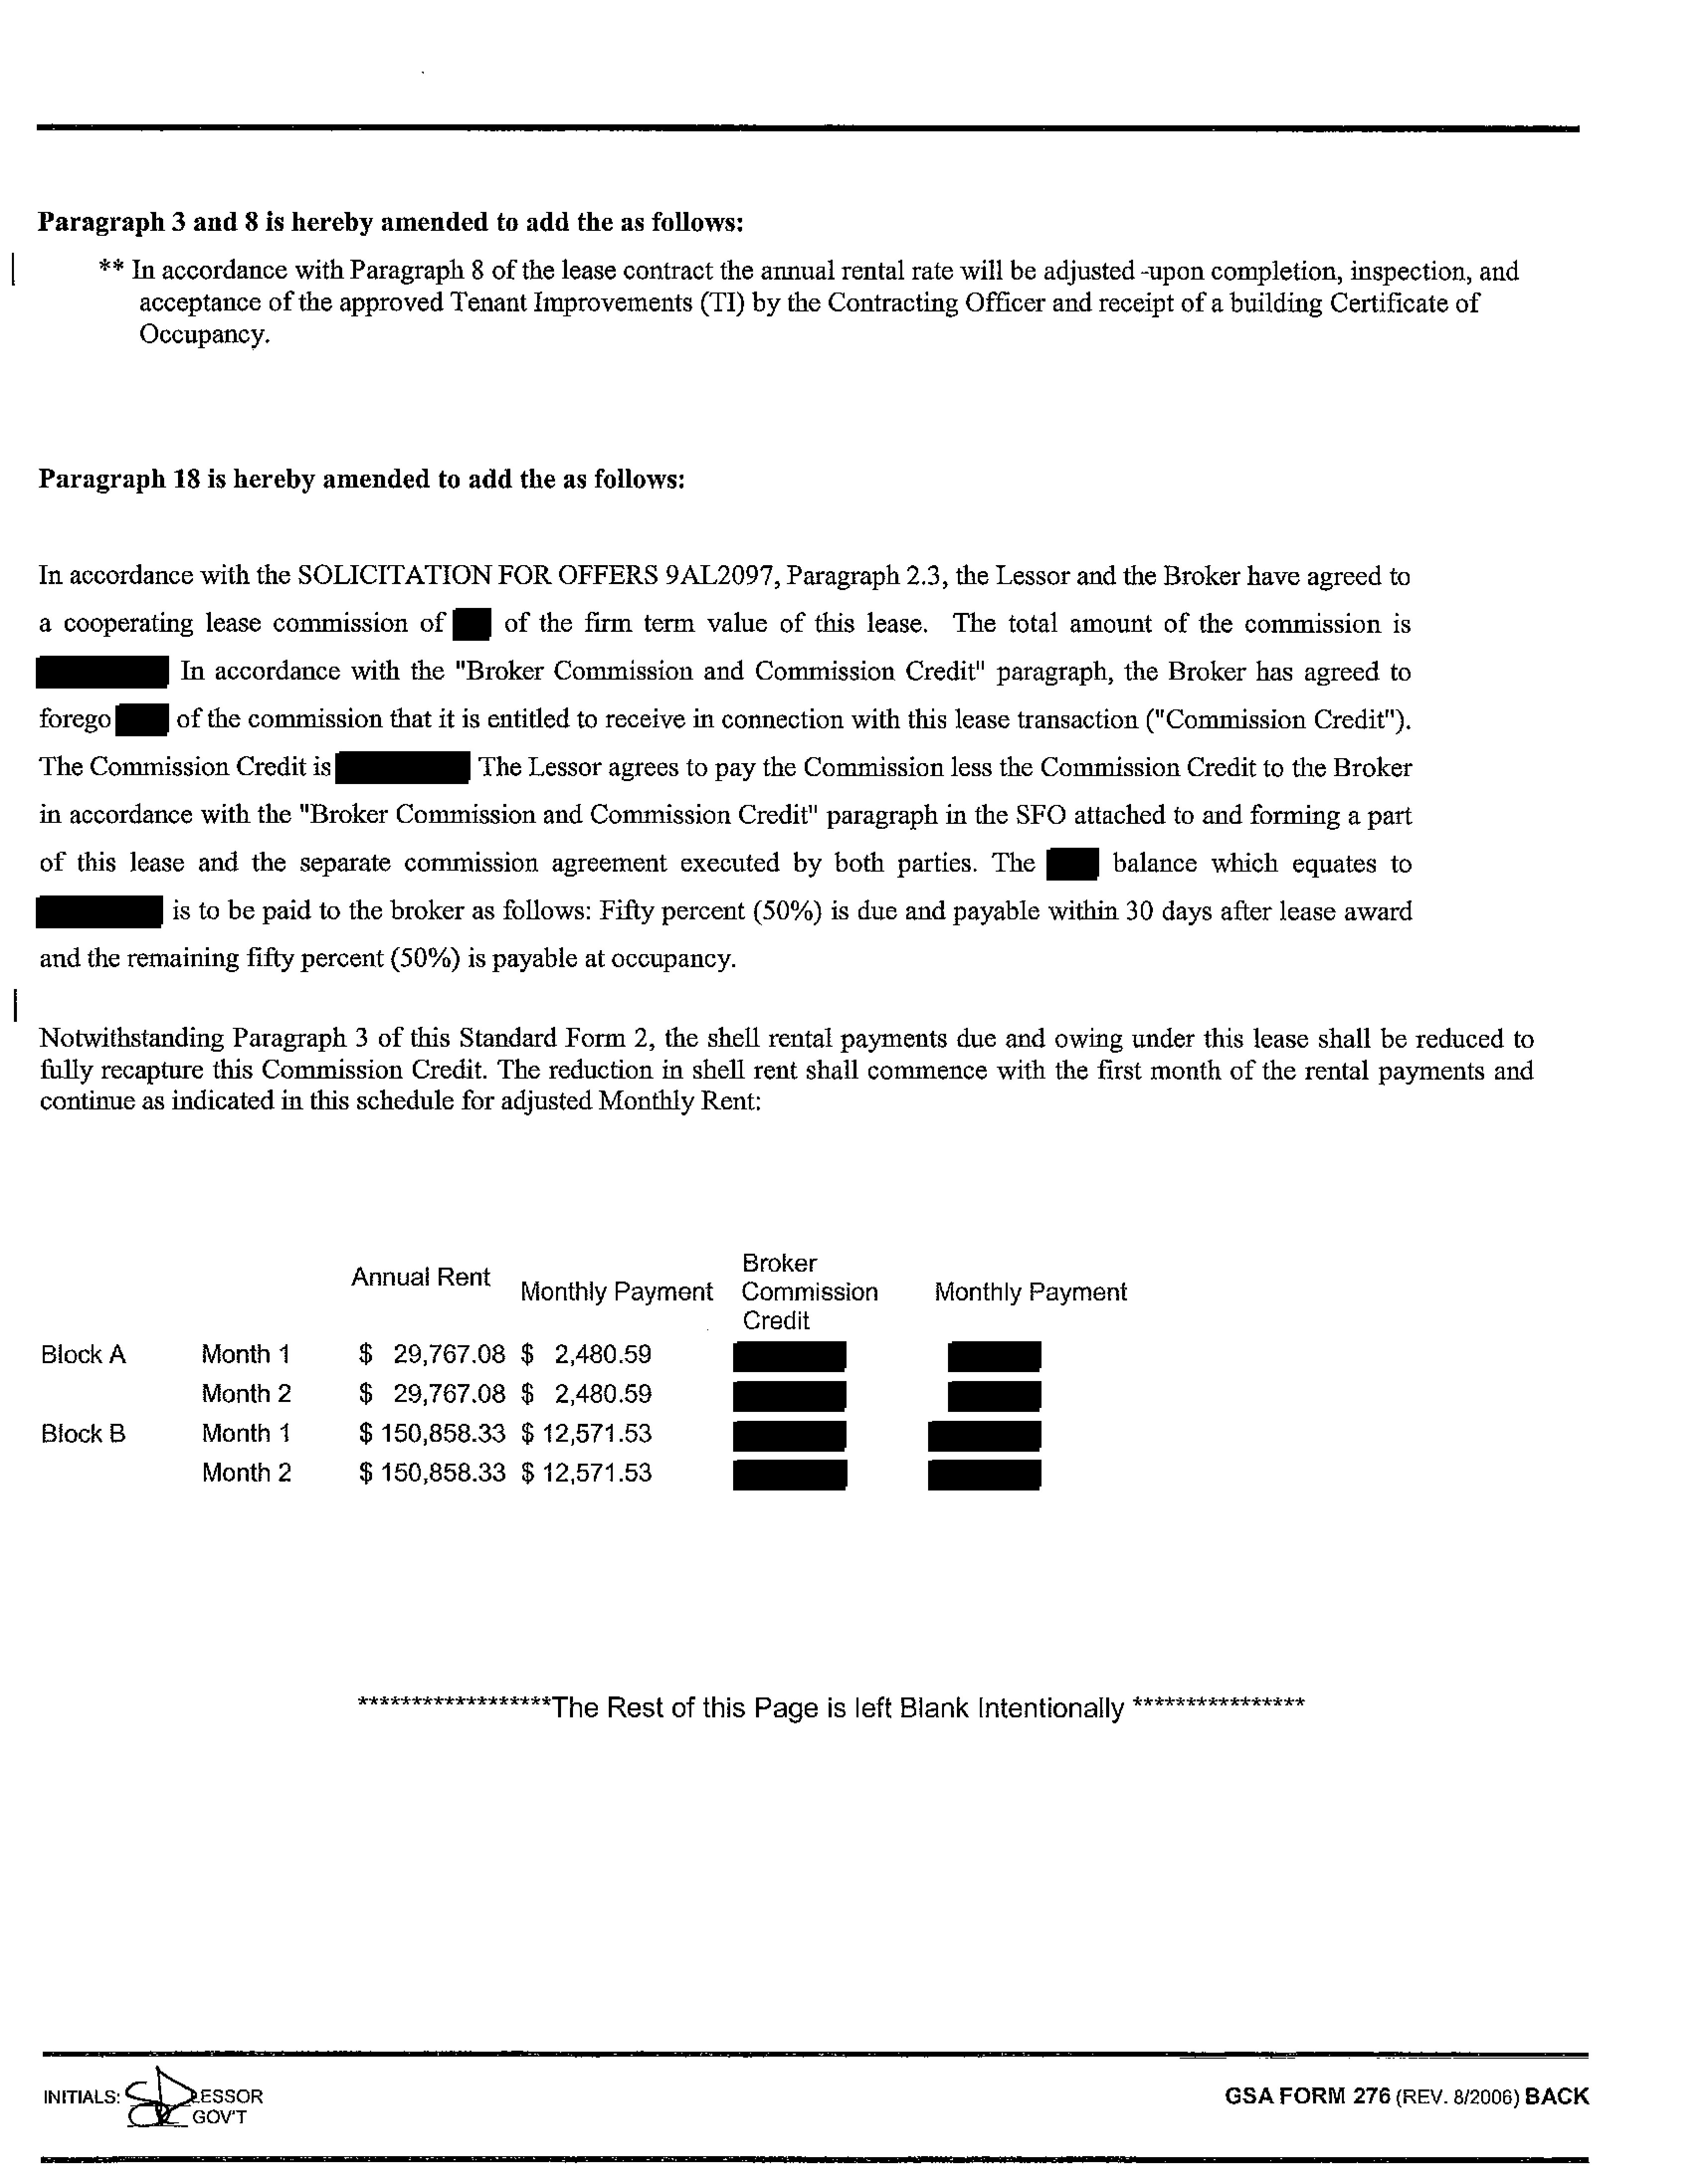 Paragraph 3 and 8 is hereby amended to add the as follows:
** In accordance with Paragraph 8 of the lease contract the annual rental rate will be adjusted -upon completion, inspection, and
acceptance of the approved Tenant Improvements (TI) by the Contracting Officer and receipt of a building Certificate of
Occupancy.
Paragraph 18 is hereby amended to add the as follows:
In accordance with the SOLICITATION FOR OFFERS 9AL2097, Paragraph 2.3, the Lessor and the Broker have agreed to
a cooperating lease commission of of the firm term value of this lease. The total amount of the commission is
In accordance with the "Broker Commission and Commission Credit" paragraph, the Broker has agreed to
forego of the commission that it is entitled to receive in connection with this lease transaction ("Commission Credit").
The Commission Credit is The Lessor agrees to pay the Commission less the Commission Credit to the Broker
in accordance with the "Broker Commission and Commission Credit" paragraph in the SFO attached to and forming a part
of this lease and the separate commission agreement executed by both parties. The balance which equates to
is to be paid to the broker as follows: Fifty percent (50%) is due and payable within 30 days after lease award
and the remaining fifty percent (50%) is payable at occupancy.
Notwithstanding Paragraph 3 of this Standard Form 2, the shell rental payments due and owing under this lease shall be reduced to
fully recapture this Commission Credit. The reduction in shell rent shall commence with the first month of the rental payments and
continue as indicated in this schedule for adjusted Monthly Rent:
Annual Rent Monthly Payment Broker Commission Credit Monthly Payment
Block A Month 1 $ 29,767.08 $ 2,480.59
Month 2 $ 29,767.08 $ 2,480.59
Block B Month 1 $ 150,858.33 $ 12,571.53
Month 2 $ 150,858.33 $ 12,571.53
******************The Rest of this Page is left Blank Intentionally ****************
INITIALS: LESSOR
GOV'T
GSA FORM 276 (REV. 8/2006) BACK